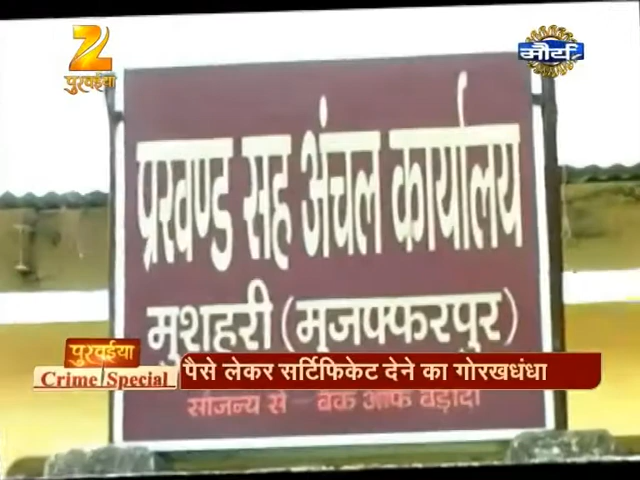 Z
पुरवईया
मौर्य
प्रखण्ड सह अंचल कार्यालय
मुशहरी (मुजफ्फरपुर)
पुरवईया
Crime Special
पैसे लेकर सर्टिफिकेट देने का गोरखधंधा
सौजन्य से - बैंक ऑफ बड़ौदा